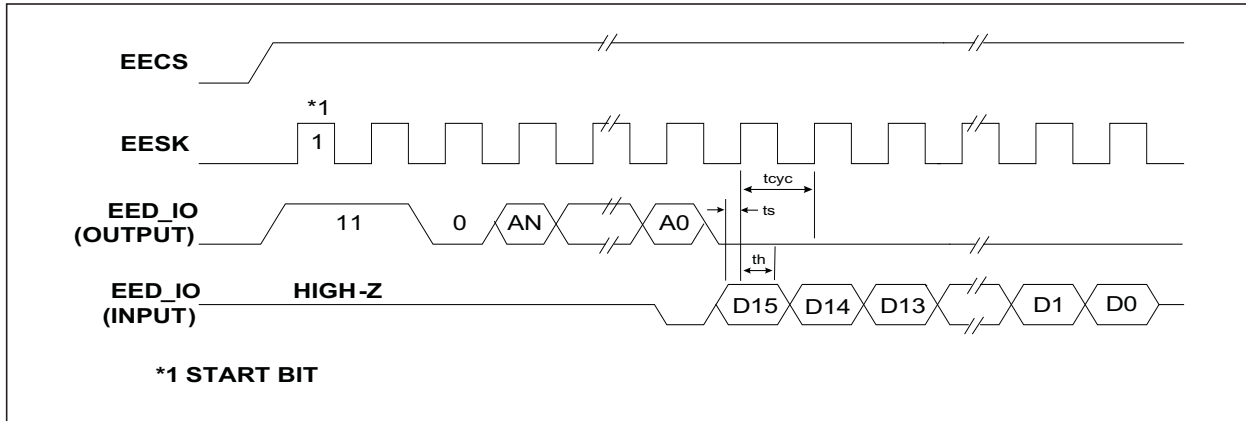 EECS
*1
EESK
1
tcyc
ts
EED_IO
(OUTPUT)
11
0
AN
A0
th
EED_IO
(INPUT)
HIGH-Z
D15
D14
D13
D1
D0
*1 START BIT